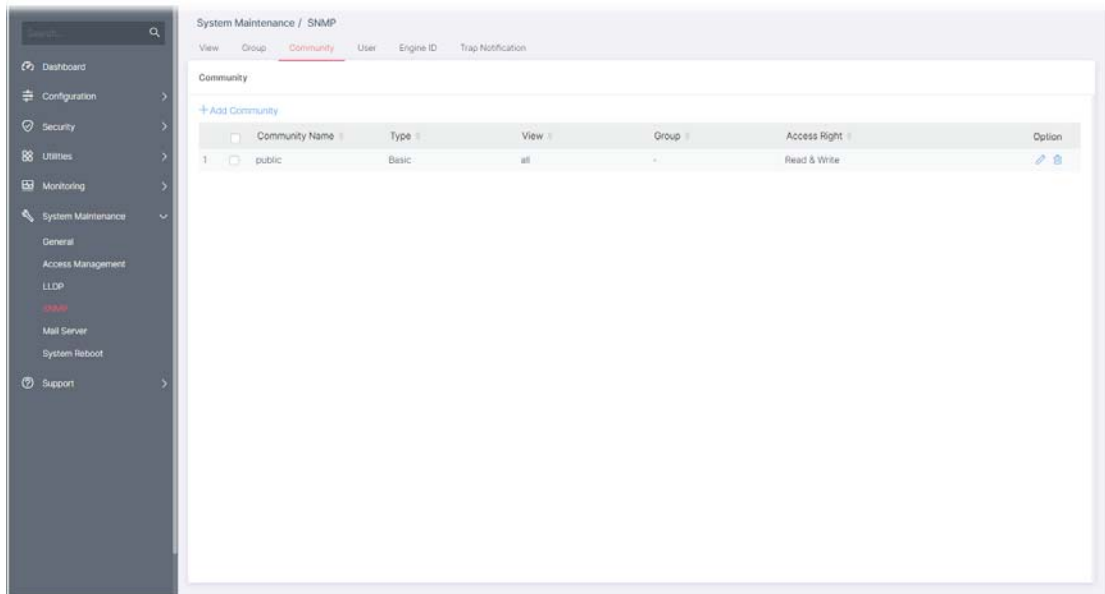 Search...
Dashboard
Configuration
Security
Utilities
Monitoring
System Maintenance
General
Access Management
LLDP
SNMP
Mail Server
System Reboot
Support
System Maintenance / SNMP
View Group Community User Engine ID Trap Notification
Community
+Add Community
Community Name Type View Group Access Right Option
1 public Basic all - Read & Write